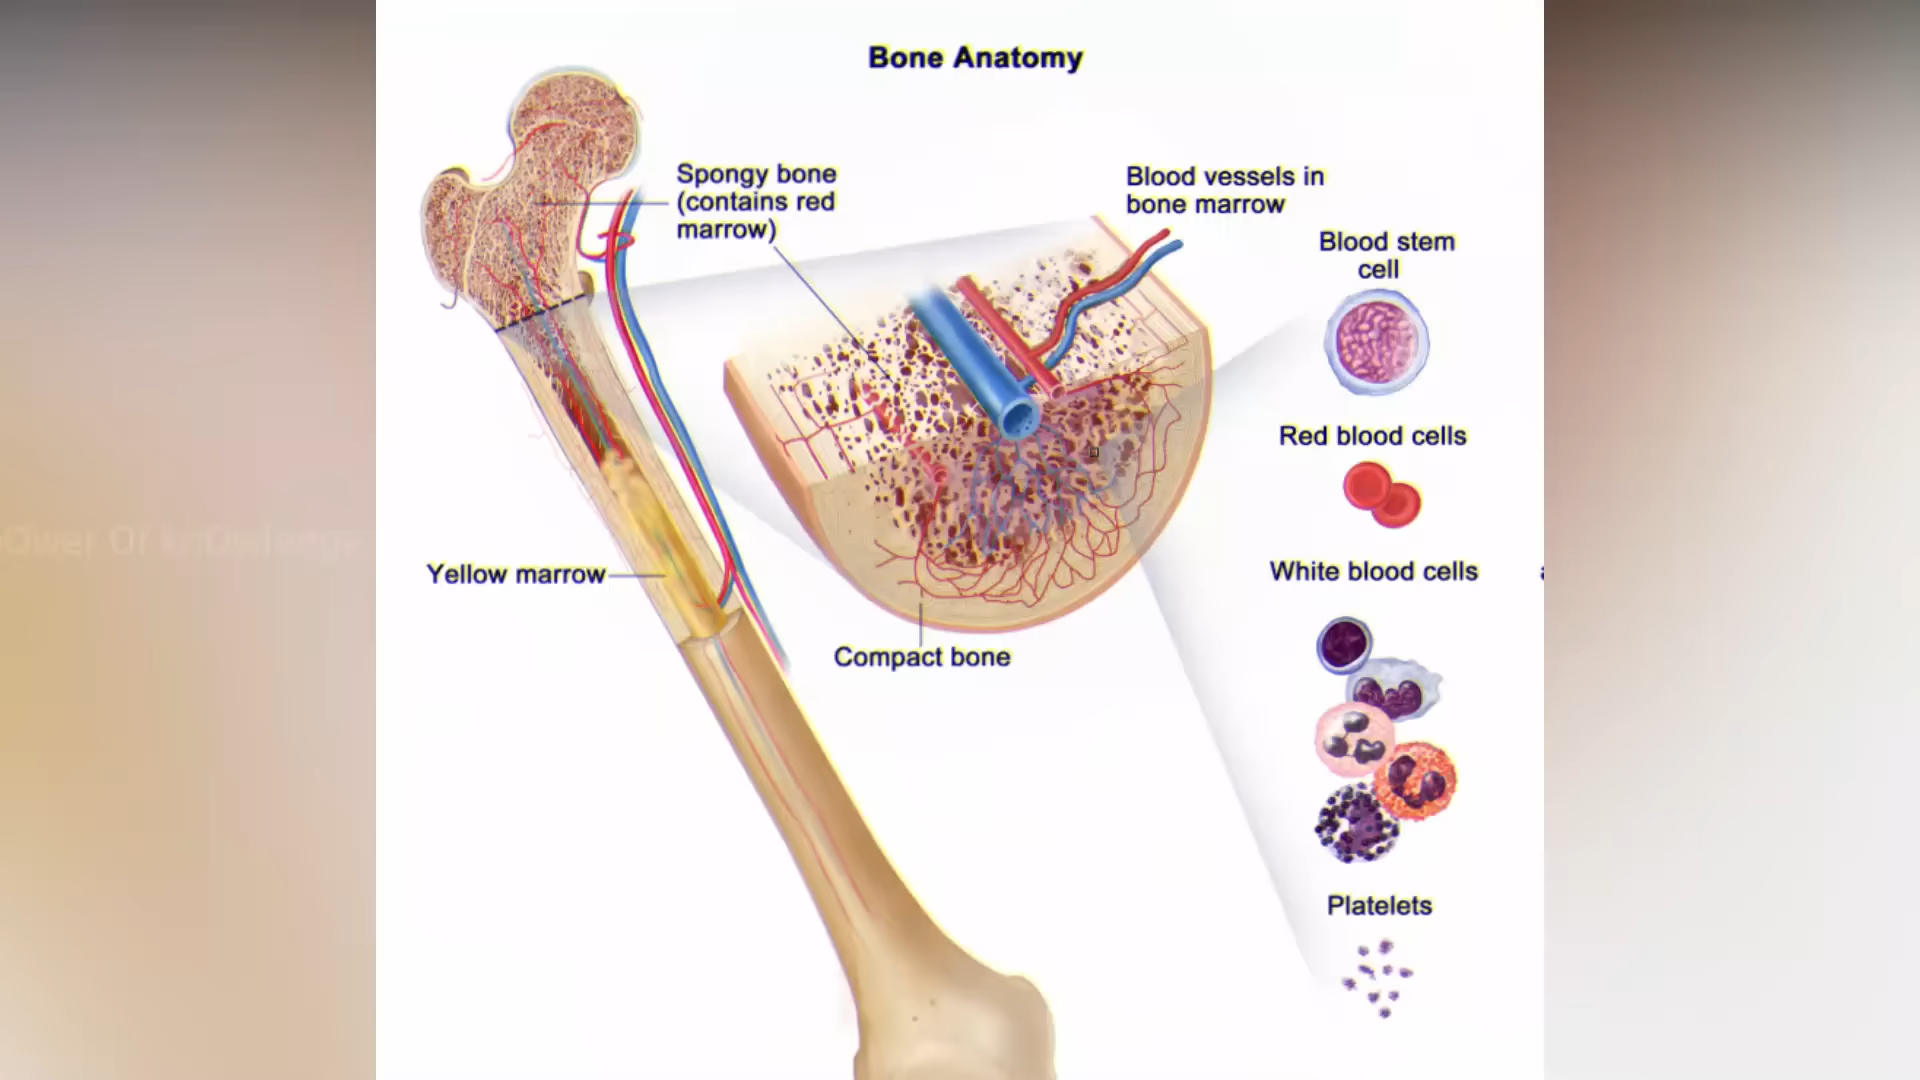 Bone Anatomy
Spongy bone
(contains red
marrow)
Blood vessels in
bone marrow
Blood stem
cell
Red blood cells
White blood cells
Yellow marrow
Compact bone
Platelets